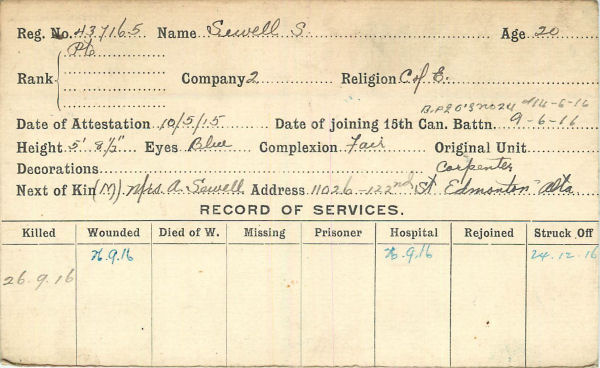 Reg. No. 437165 Name Sewell S. Age 20
Rank Pte Company 2 Religion C of E.
B.P2 O's No 24 14-6-16
Date of Attestation 10/5/15 Date of joining 15th Can. Battn. 9-6-16
Height 5' 8½" Eyes Blue Complexion Fair Original Unit
Decorations Carpenter
Next of Kin (M) Mrs A. Sewell Address 11026-122nd St Edmonton Alta
RECORD OF SERVICES.
Killed Wounded Died of W. Missing Prisoner Hospital Rejoined Struck Off
26.9.16 26.9.16 24.12.16
26.9.16